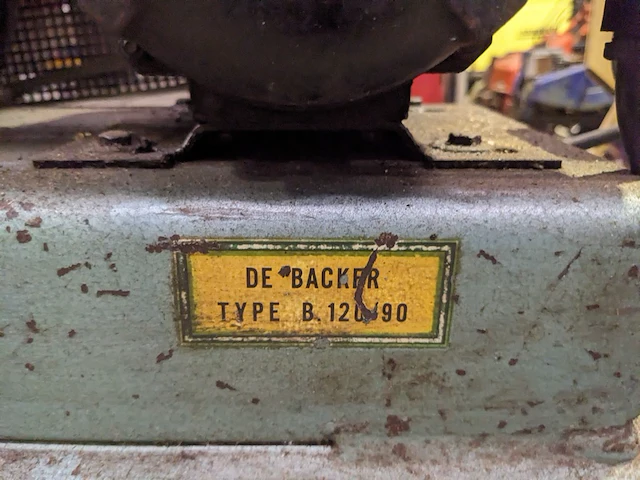 DE BACKER
TYPE B.120/90